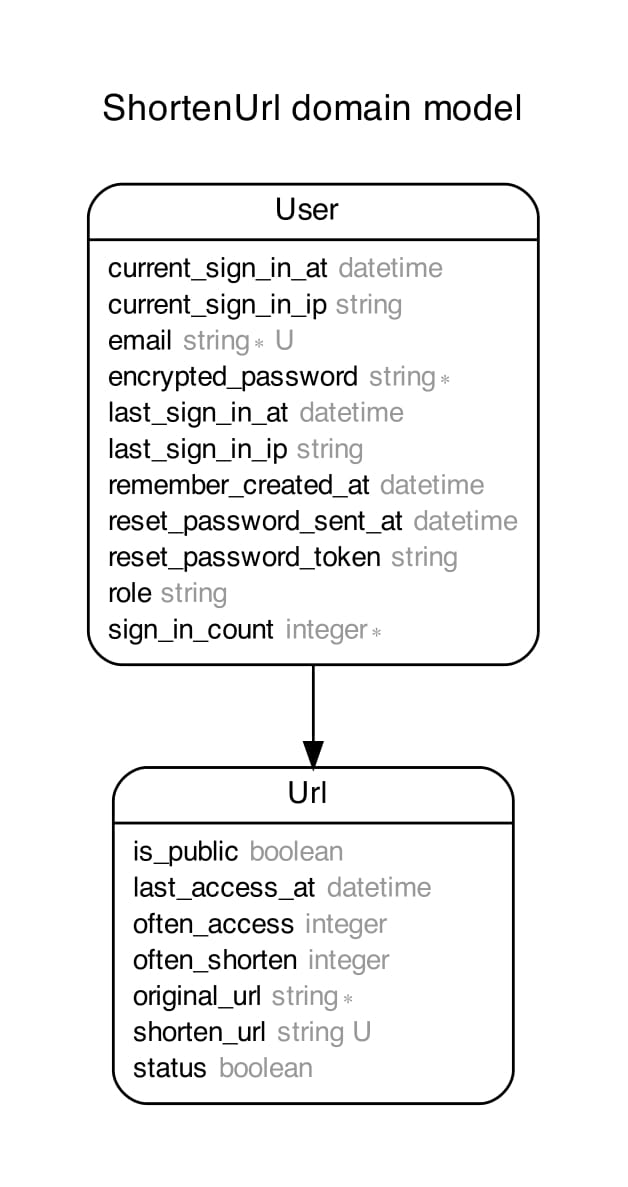 ShortenUrl domain model
User
current_sign_in_at datetime
current_sign_in_ip string
email string∗ U
encrypted_password string∗
last_sign_in_at datetime
last_sign_in_ip string
remember_created_at datetime
reset_password_sent_at datetime
reset_password_token string
role string
sign_in_count integer∗
Url
is_public boolean
last_access_at datetime
often_access integer
often_shorten integer
original_url string∗
shorten_url string U
status boolean